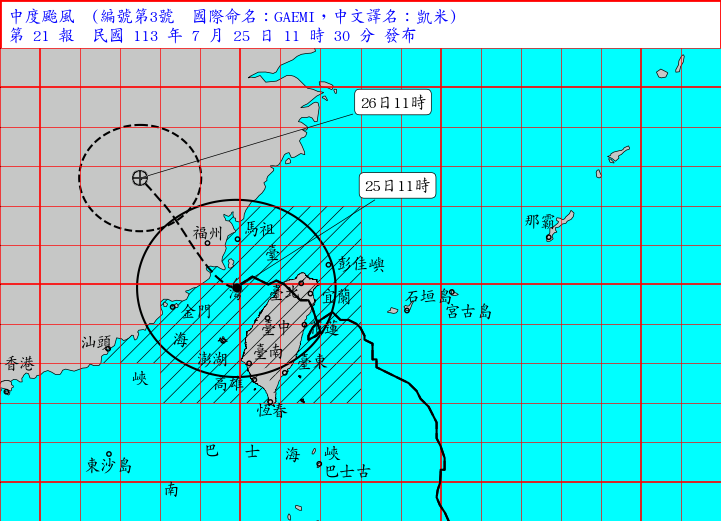 中度颱風 (編號第3號 國際命名:GAEMI,中文譯名:凱米)
第 21 報 民國 113 年 7 月 25 日 11 時 30 分 發布
26日11時
25日11時
那霸
福州
馬祖
臺
彭佳嶼
灣
臺北
宜蘭
石垣島
宮古島
金門
臺中
花蓮
海
汕頭
澎湖
臺南
臺東
香港
峽
高雄
恆春
巴士海峽
東沙島
巴士古
南